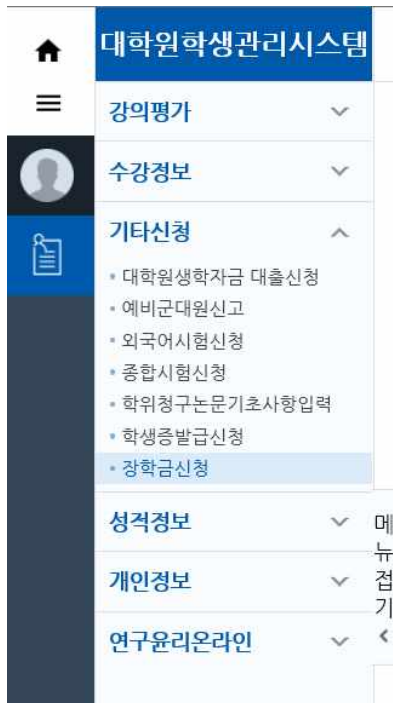 대학원학생관리시스템
강의평가
수강정보
기타신청
대학원생학자금 대출신청
예비군대원신고
외국어시험신청
종합시험신청
학위청구논문기초사항입력
학생증발급신청
장학금신청
성적정보
개인정보
연구윤리온라인
메
뉴
접
기